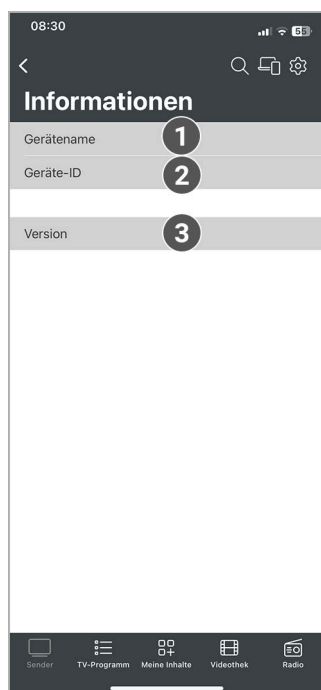 08:30
55
Informationen
Gerätename 1
Geräte-ID 2
Version 3
Sender TV-Programm Meine Inhalte Videothek Radio